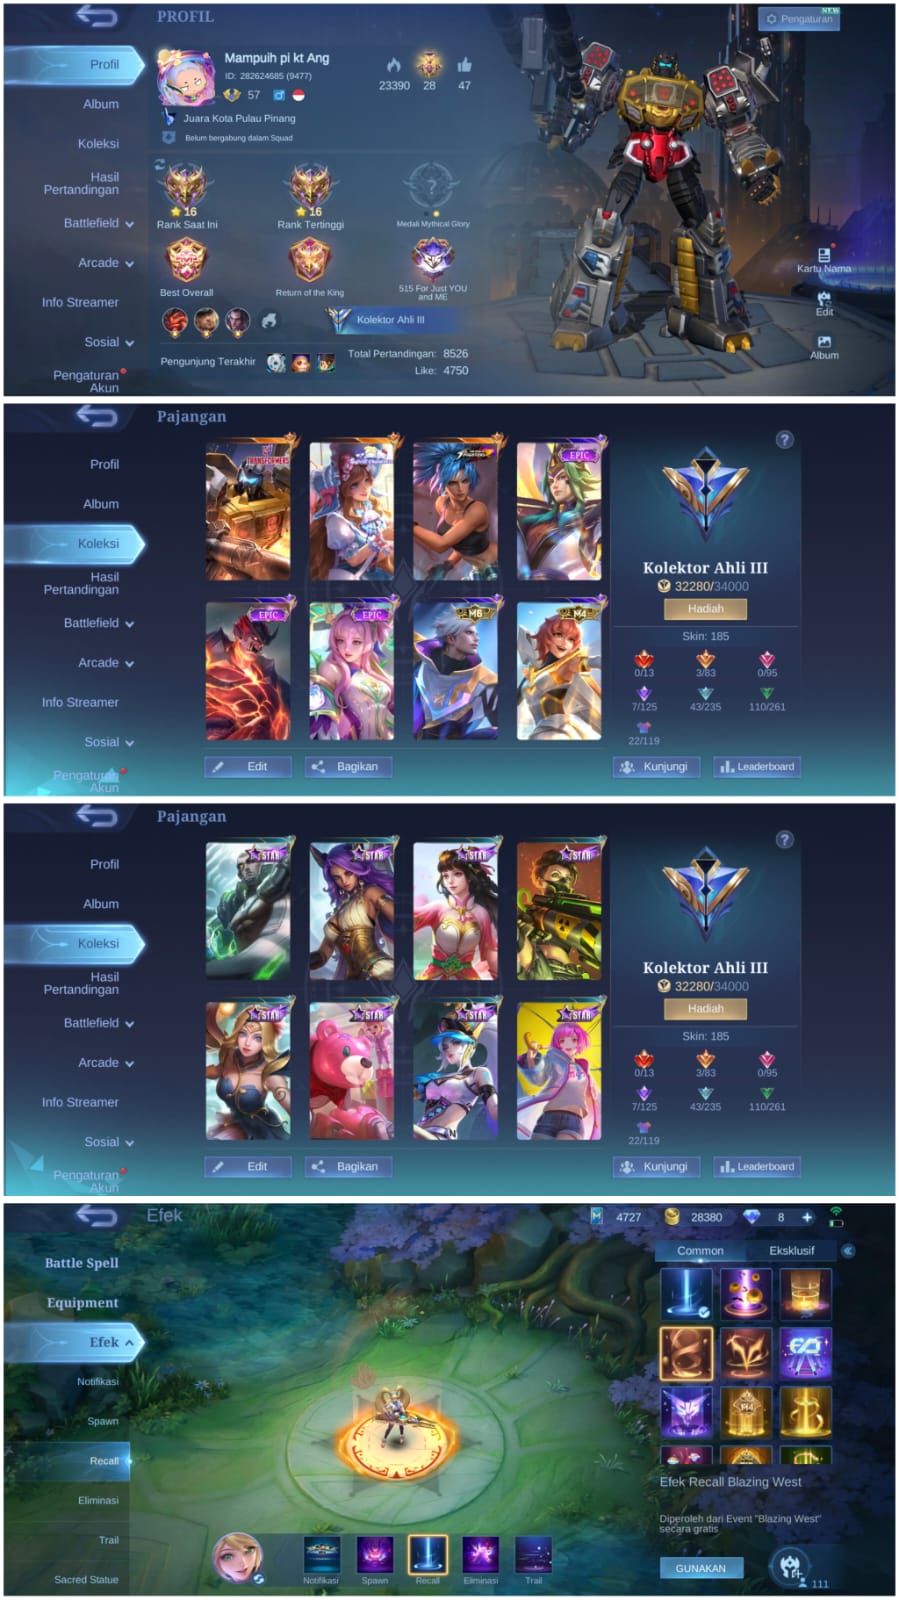 PROFIL
NEW
Pengaturan
Profil
Album
Koleksi
Hasil
Pertandingan
Battlefield
Arcade
Info Streamer
Sosial
Pengaturan
Akun
Mampuih pi kt Ang
ID: 282624685 (9477)
57
23390
28
47
Juara Kota Pulau Pinang
Belum bergabung dalam Squad
16
Rank Saat Ini
16
Rank Tertinggi
Medali Mythical Glory
Best Overall
Return of the King
515 For Just YOU
and ME
Kolektor Ahli III
Pengunjung Terakhir
Total Pertandingan: 8526
Like: 4750
Kartu Nama
Edit
Album
Pajangan
Profil
Album
Koleksi
Hasil
Pertandingan
Battlefield
Arcade
Info Streamer
Sosial
Pengaturan
Akun
TRANSFORMERS
EPIC
EPIC
EPIC
M6
M4
?
Kolektor Ahli III
32280/34000
Hadiah
Skin: 185
0/13
3/83
0/95
7/125
43/235
110/261
22/119
Edit
Bagikan
Kunjungi
Leaderboard
Pajangan
Profil
Album
Koleksi
Hasil
Pertandingan
Battlefield
Arcade
Info Streamer
Sosial
Pengaturan
Akun
STAR
STAR
STAR
STAR
STAR
STAR
STAR
STAR
?
Kolektor Ahli III
32280/34000
Hadiah
Skin: 185
0/13
3/83
0/95
7/125
43/235
110/261
22/119
Edit
Bagikan
Kunjungi
Leaderboard
Efek
4727
28380
8
+
Battle Spell
Equipment
Efek
Notifikasi
Spawn
Recall
Eliminasi
Trail
Sacred Statue
Common
Eksklusif
M4
Efek Recall Blazing West
Diperoleh dari Event "Blazing West"
secara gratis
GUNAKAN
111
Notifikasi
Spawn
Recall
Eliminasi
Trail